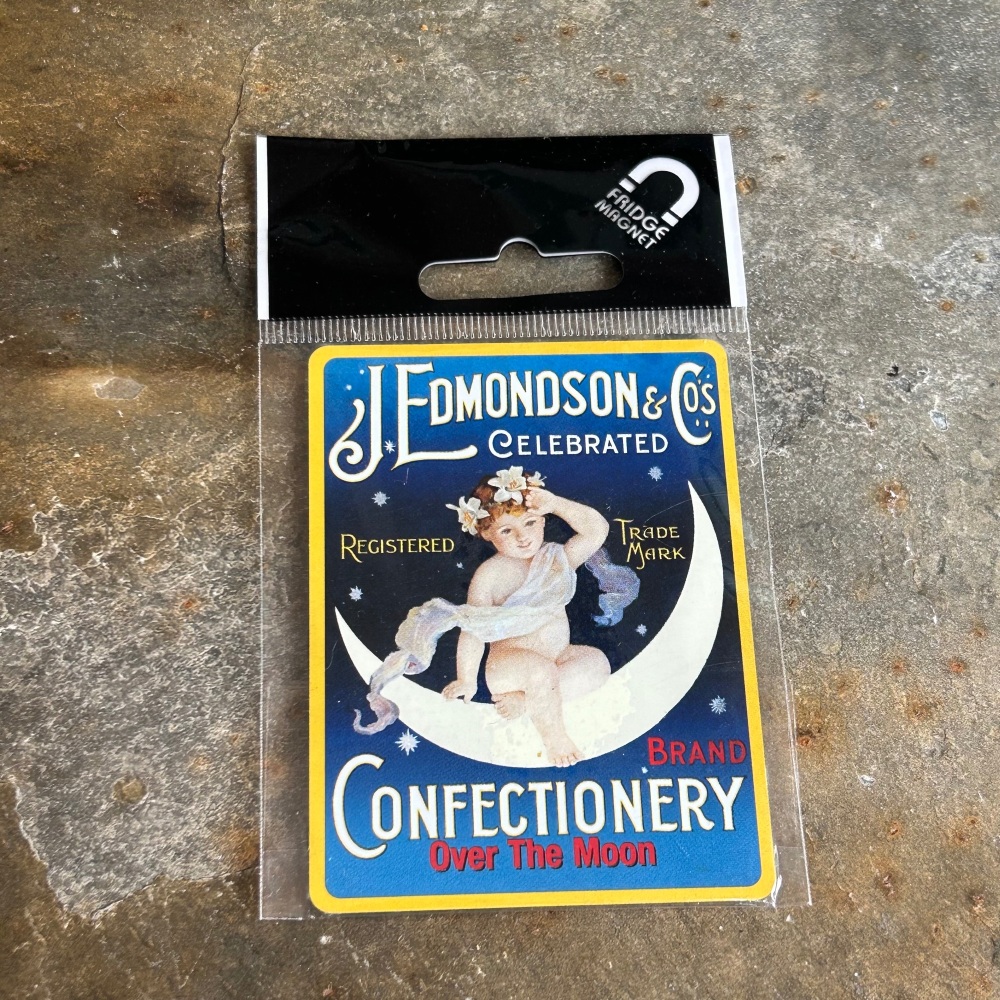 FRIDGE
MAGNET
J. EDMONDSON & CO'S
CELEBRATED
REGISTERED
TRADE
MARK
BRAND
CONFECTIONERY
Over The Moon